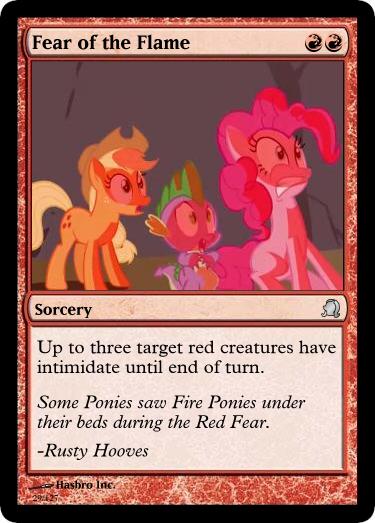 Fear of the Flame
Sorcery
Up to three target red creatures have
intimidate until end of turn.
Some Ponies saw Fire Ponies under
their beds during the Red Fear.
-Rusty Hooves
Hasbro Inc.